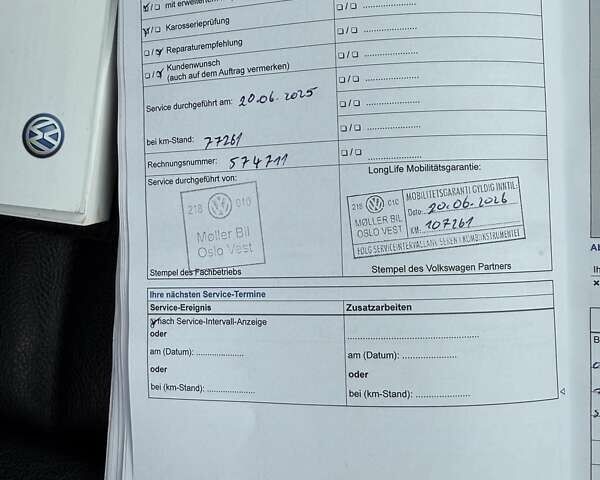 ☑ / ❑ mit erweitertem
☑ / ❑ Karosserieprüfung
❑ / ☑ Reparaturempfehlung
❑ / ☑ Kundenwunsch
(auch auf dem Auftrag vermerken)
❑ / ❑ .....................
❑ / ❑ .....................
❑ / ❑ .....................
❑ / ❑ .....................
❑ / ❑ .....................
❑ / ❑ .....................
❑ / ❑ .....................
Service durchgeführt am: 20.06.2025
bei km-Stand: 77261
Rechnungsnummer: 574711
Service durchgeführt von:
218 010
Møller Bil
Oslo Vest
Stempel des Fachbetriebs
LongLife Mobilitätsgarantie:
218 010
MØLLER BIL
OSLO VEST
MOBILITETSGARANTI GYLDIG INNTIL:
Dato: 20.06.2026
KM: 107261
FØLG SERVICEINTERVALLANGIVELSEN I KOMBIINSTRUMENTET
Stempel des Volkswagen Partners
Ihre nächsten Service-Termine
Service-Ereignis
Zusatzarbeiten
☑ nach Service-Intervall-Anzeige
oder
am (Datum): .....................
oder
bei (km-Stand): .....................
.............................................
am (Datum): .....................
oder
bei (km-Stand): .....................